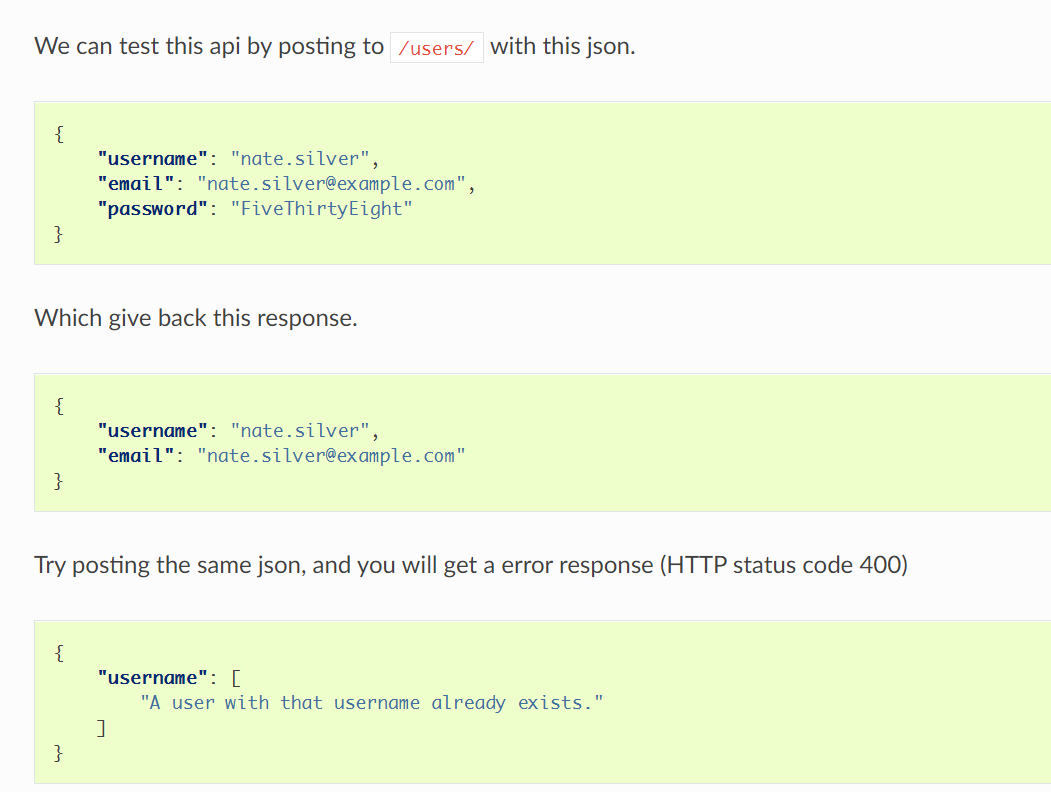 We can test this api by posting to /users/ with this json.
{
    "username": "nate.silver",
    "email": "nate.silver@example.com",
    "password": "FiveThirtyEight"
}
Which give back this response.
{
    "username": "nate.silver",
    "email": "nate.silver@example.com"
}
Try posting the same json, and you will get a error response (HTTP status code 400)
{
    "username": [
        "A user with that username already exists."
    ]
}